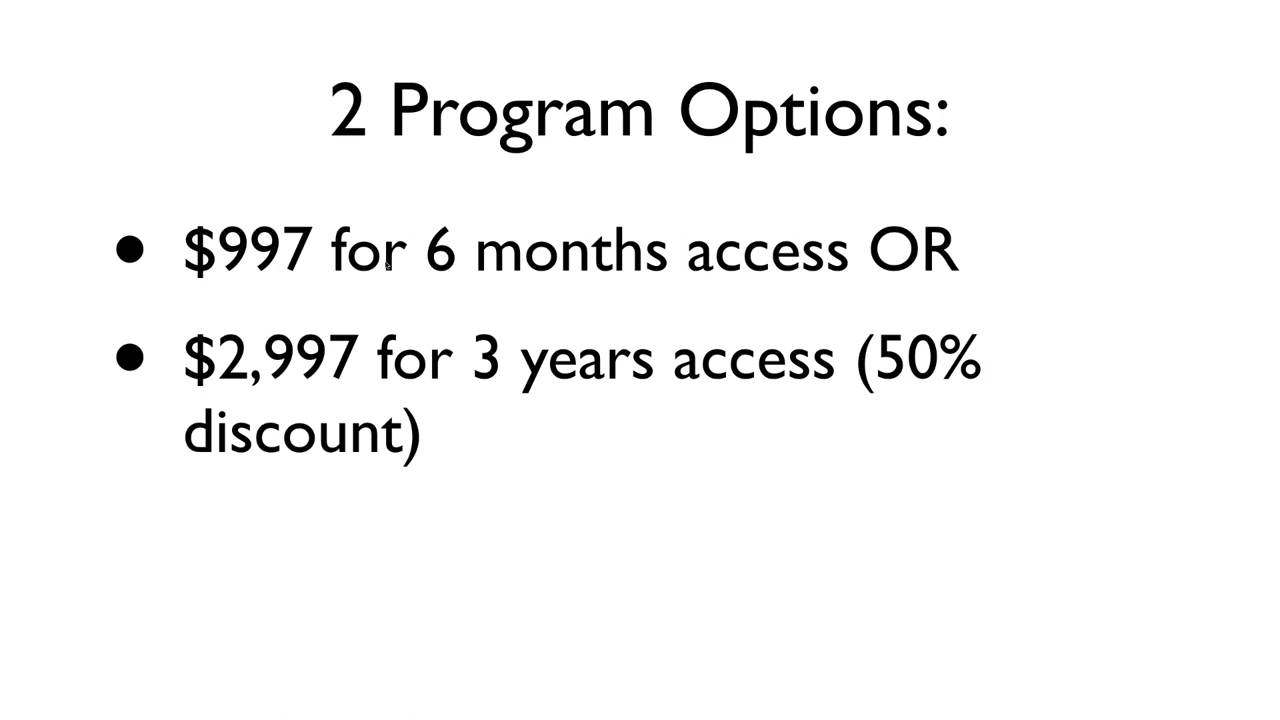 2 Program Options:
• $997 for 6 months access OR
• $2,997 for 3 years access (50%
discount)